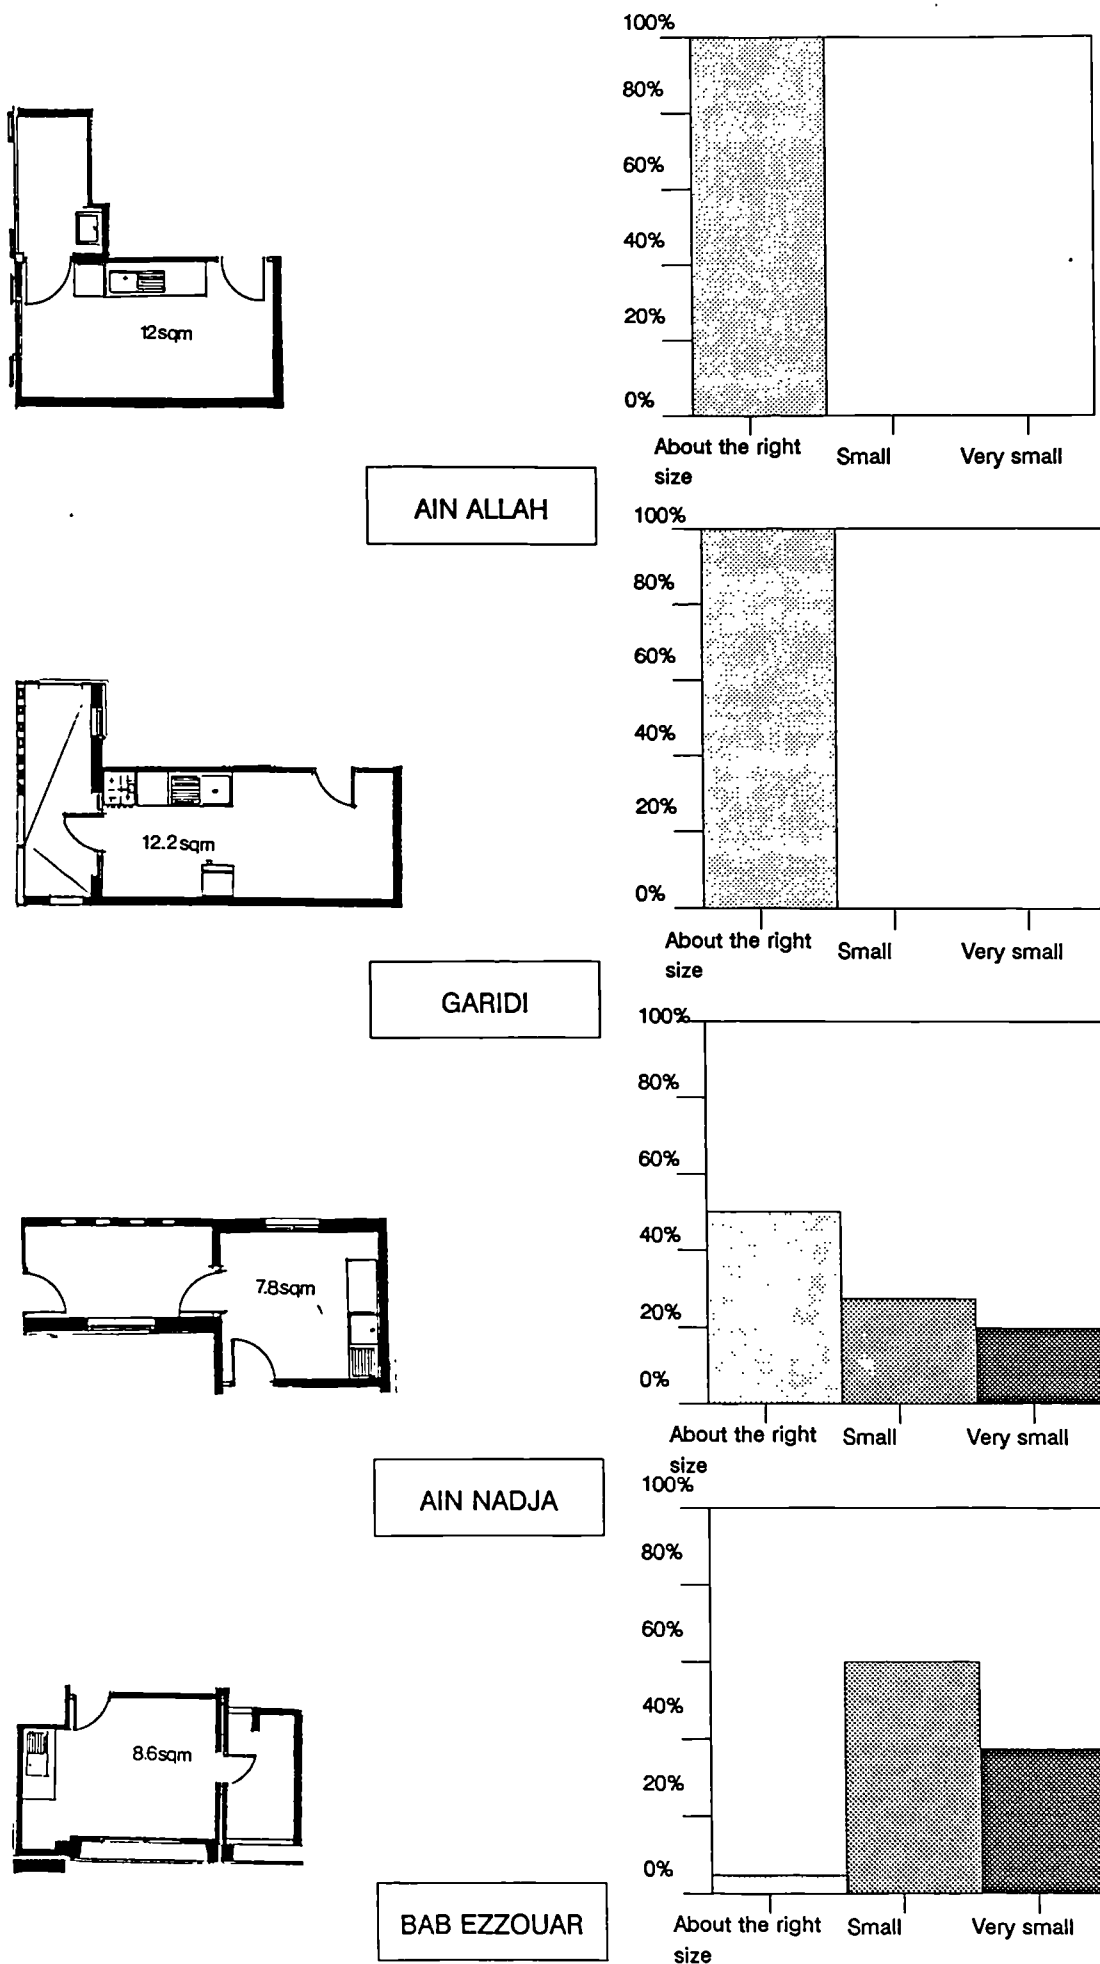 100%
80%
60%
40%
20%
0%
About the right
size
Small
Very small
12sqm
AIN ALLAH
100%
80%
60%
40%
20%
0%
About the right
size
Small
Very small
12.2sqm
GARIDI
100%
80%
60%
40%
20%
0%
About the right
size
Small
Very small
7.8sqm
AIN NADJA
100%
80%
60%
40%
20%
0%
About the right
size
Small
Very small
8.6sqm
BAB EZZOUAR